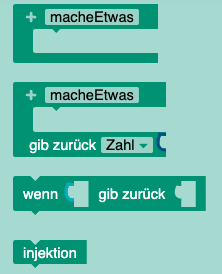 macheEtwas
macheEtwas
gib zurück Zahl
wenn gib zurück
injektion